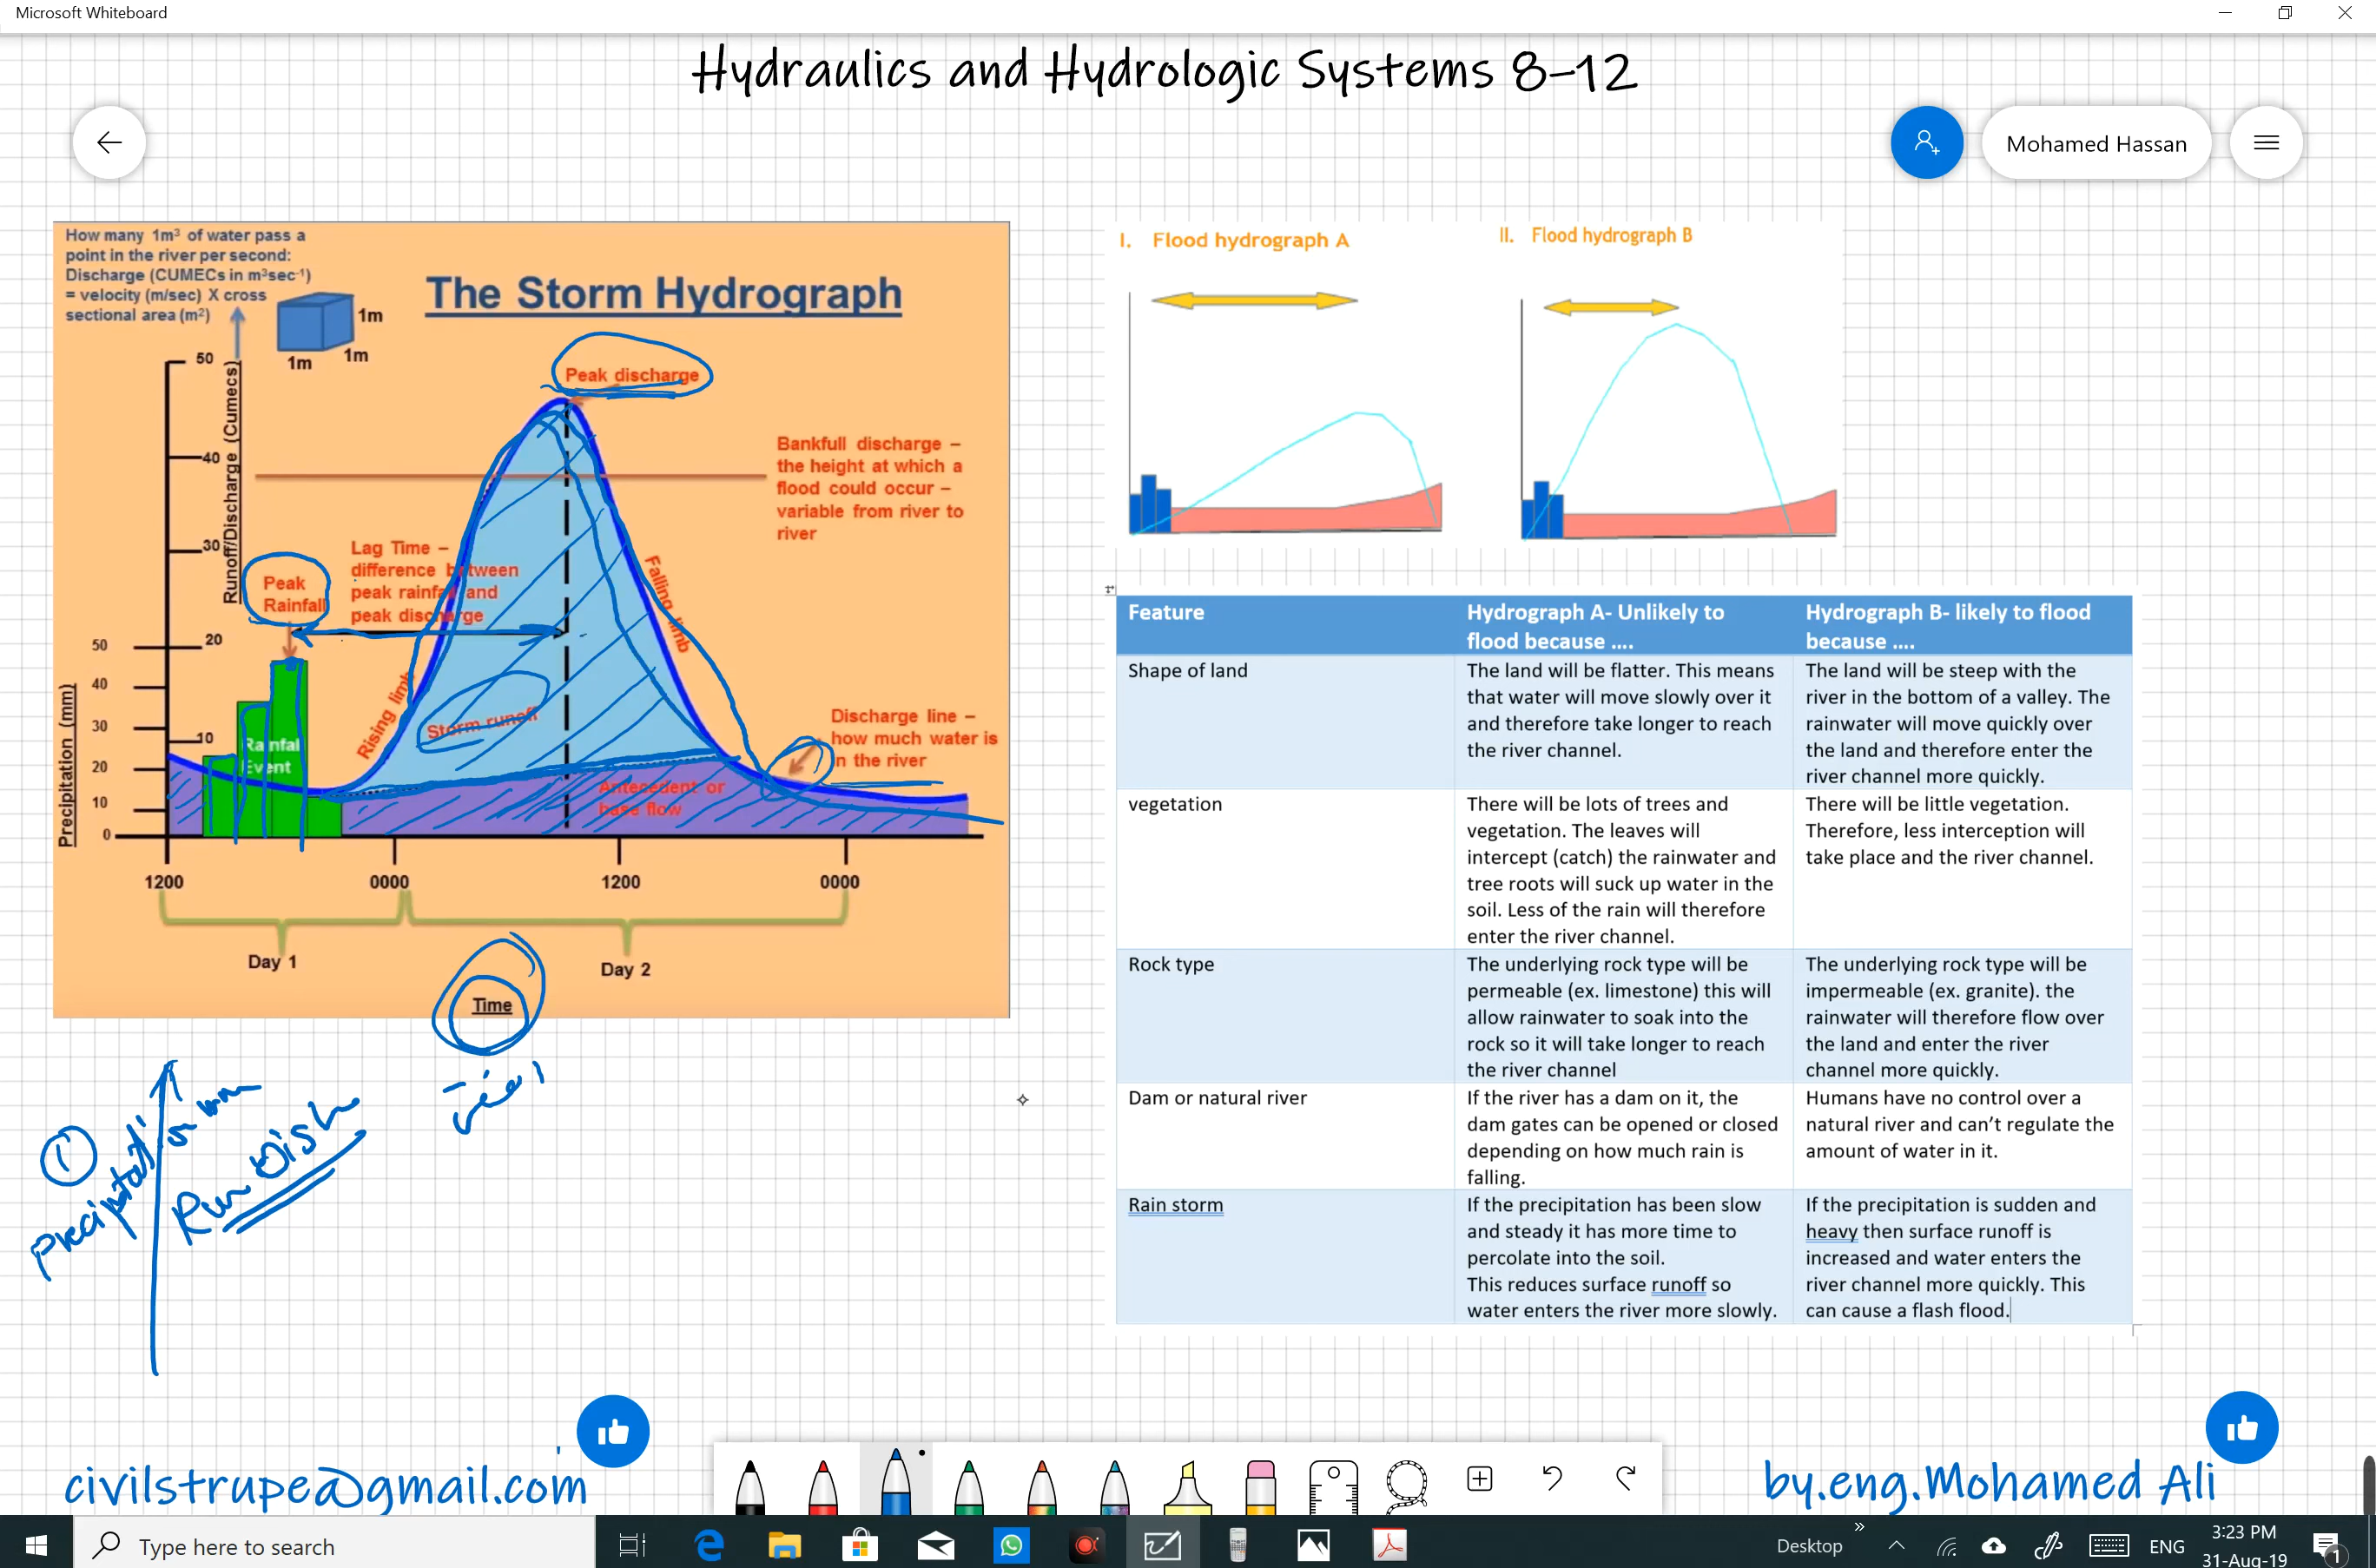 Microsoft Whiteboard
Hydraulics and Hydrologic Systems 8-12
Mohamed Hassan
How many 1m³ of water pass a
point in the river per second:
Discharge (CUMECs in m³sec⁻¹)
= velocity (m/sec) X cross
sectional area (m²)
1m
1m
1m
The Storm Hydrograph
Peak discharge
Bankfull discharge –
the height at which a
flood could occur –
variable from river to
river
Runoff/Discharge (Cumecs)
50
40
30
20
10
Peak
Rainfall
Lag Time –
difference between
peak rainfall and
peak discharge
Rising limb
Falling limb
Storm runoff
Rainfal
Event
Discharge line –
how much water is
in the river
Antecedent or
base flow
Precipitation (mm)
50
40
30
20
10
0
1200
0000
1200
0000
Day 1
Day 2
Time
1
precipitation mm
Run Dish
I. Flood hydrograph A
II. Flood hydrograph B
Feature
Hydrograph A- Unlikely to
flood because ....
Hydrograph B- likely to flood
because ....
Shape of land
The land will be flatter. This means
that water will move slowly over it
and therefore take longer to reach
the river channel.
The land will be steep with the
river in the bottom of a valley. The
rainwater will move quickly over
the land and therefore enter the
river channel more quickly.
vegetation
There will be lots of trees and
vegetation. The leaves will
intercept (catch) the rainwater and
tree roots will suck up water in the
soil. Less of the rain will therefore
enter the river channel.
There will be little vegetation.
Therefore, less interception will
take place and the river channel.
Rock type
The underlying rock type will be
permeable (ex. limestone) this will
allow rainwater to soak into the
rock so it will take longer to reach
the river channel
The underlying rock type will be
impermeable (ex. granite). the
rainwater will therefore flow over
the land and enter the river
channel more quickly.
Dam or natural river
If the river has a dam on it, the
dam gates can be opened or closed
depending on how much rain is
falling.
Humans have no control over a
natural river and can't regulate the
amount of water in it.
Rain storm
If the precipitation has been slow
and steady it has more time to
percolate into the soil.
This reduces surface runoff so
water enters the river more slowly.
If the precipitation is sudden and
heavy then surface runoff is
increased and water enters the
river channel more quickly. This
can cause a flash flood.
civilstrupe@gmail.com
by.eng.Mohamed Ali
Type here to search
Desktop
ENG
3:23 PM
31-Aug-19
1